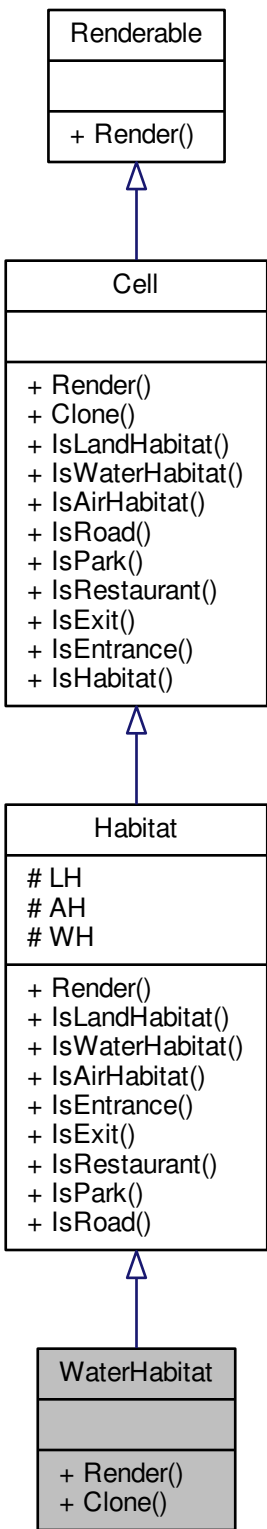 Renderable
+ Render()
Cell
+ Render()
+ Clone()
+ IsLandHabitat()
+ IsWaterHabitat()
+ IsAirHabitat()
+ IsRoad()
+ IsPark()
+ IsRestaurant()
+ IsExit()
+ IsEntrance()
+ IsHabitat()
Habitat
# LH
# AH
# WH
+ Render()
+ IsLandHabitat()
+ IsWaterHabitat()
+ IsAirHabitat()
+ IsEntrance()
+ IsExit()
+ IsRestaurant()
+ IsPark()
+ IsRoad()
WaterHabitat
+ Render()
+ Clone()